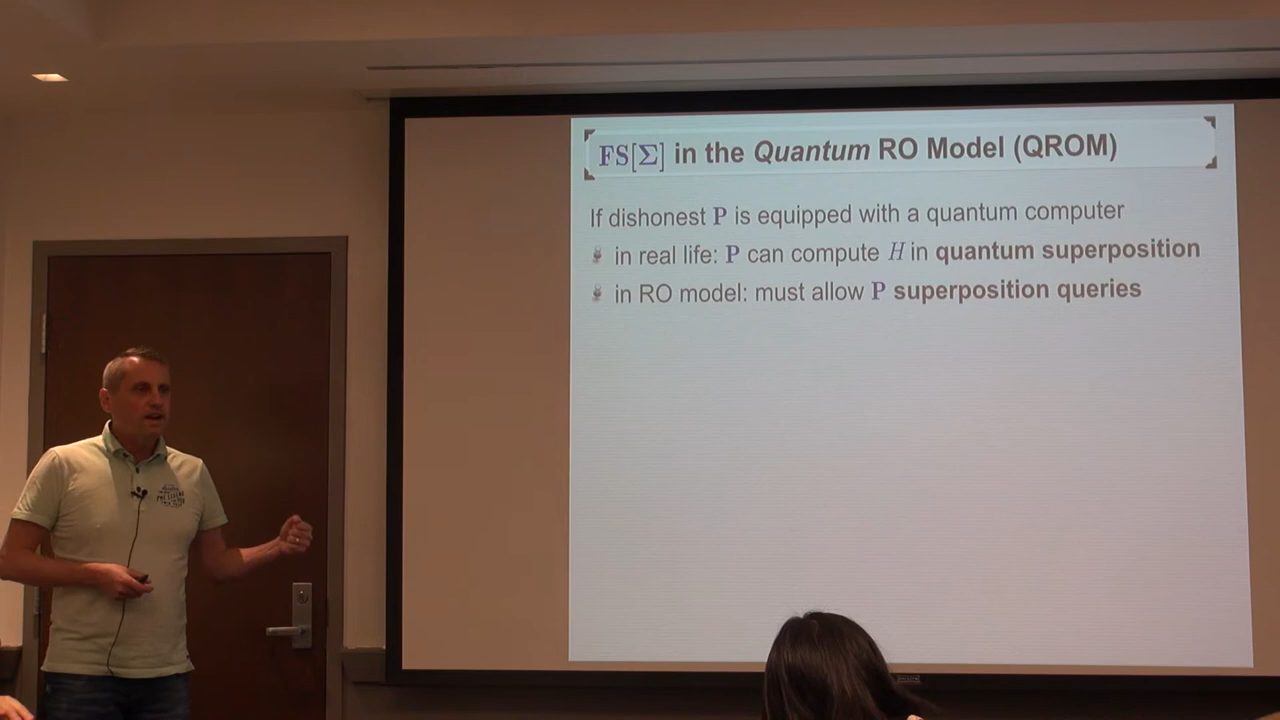 FS[Σ] in the Quantum RO Model (QROM)
If dishonest P is equipped with a quantum computer
in real life: P can compute H in quantum superposition
in RO model: must allow P superposition queries